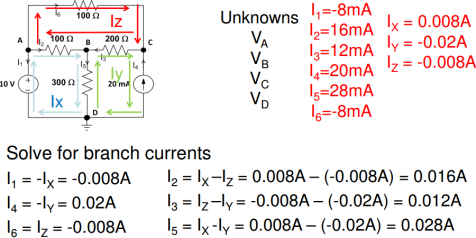 I6
100 Ω
Iz
A
I2
100 Ω
B
200 Ω
I3
C
I1
I5
Iy
I4
10 V
300 Ω
20 mA
Ix
D
Unknowns
VA
VB
VC
VD
I1=-8mA
I2=16mA
I3=12mA
I4=20mA
I5=28mA
I6=-8mA
IX = 0.008A
IY = -0.02A
IZ = -0.008A
Solve for branch currents
I1 = -IX = -0.008A
I2 = IX–IZ = 0.008A – (-0.008A) = 0.016A
I4 = -IY = 0.02A
I3 = IZ–IY = -0.008A – (-0.02A) = 0.012A
I6 = IZ = -0.008A
I5 = IX -IY = 0.008A – (-0.02A) = 0.028A